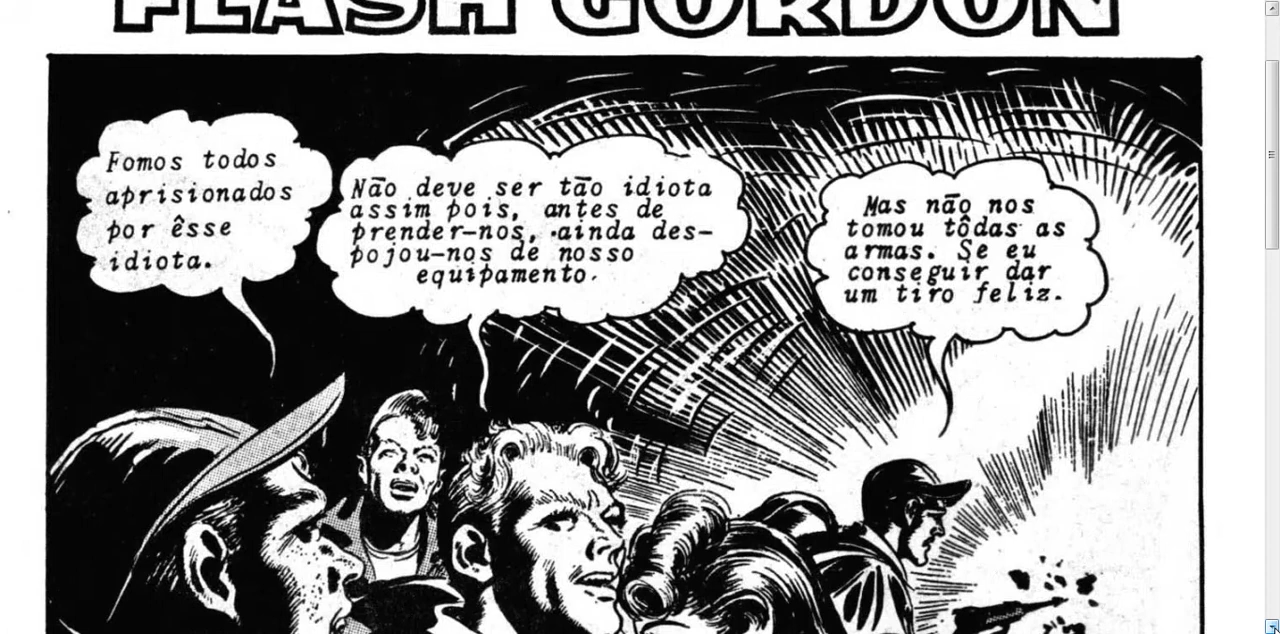 FLASH GORDON
Fomos todos
aprisionados
por êsse
idiota.
Não deve ser tão idiota
assim pois, antes de
prender-nos, ainda des-
pojou-nos de nosso
equipamento.
Mas não nos
tomou tôdas as
armas. Se eu
conseguir dar
um tiro feliz.